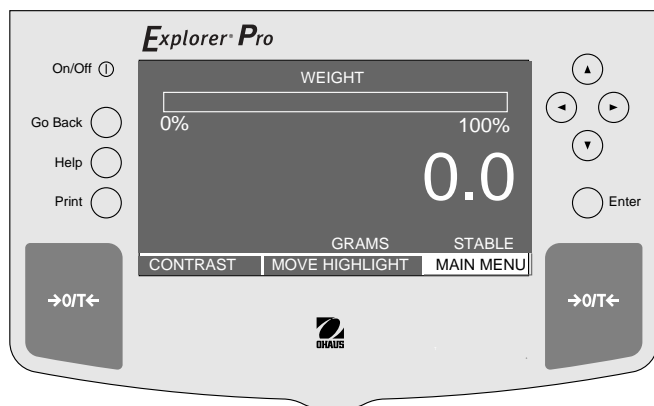 Explorer® Pro
On/Off
WEIGHT
Go Back
0% 100%
Help
0.0
Print
Enter
GRAMS STABLE
CONTRAST MOVE HIGHLIGHT MAIN MENU
→0/T← →0/T←
OHAUS